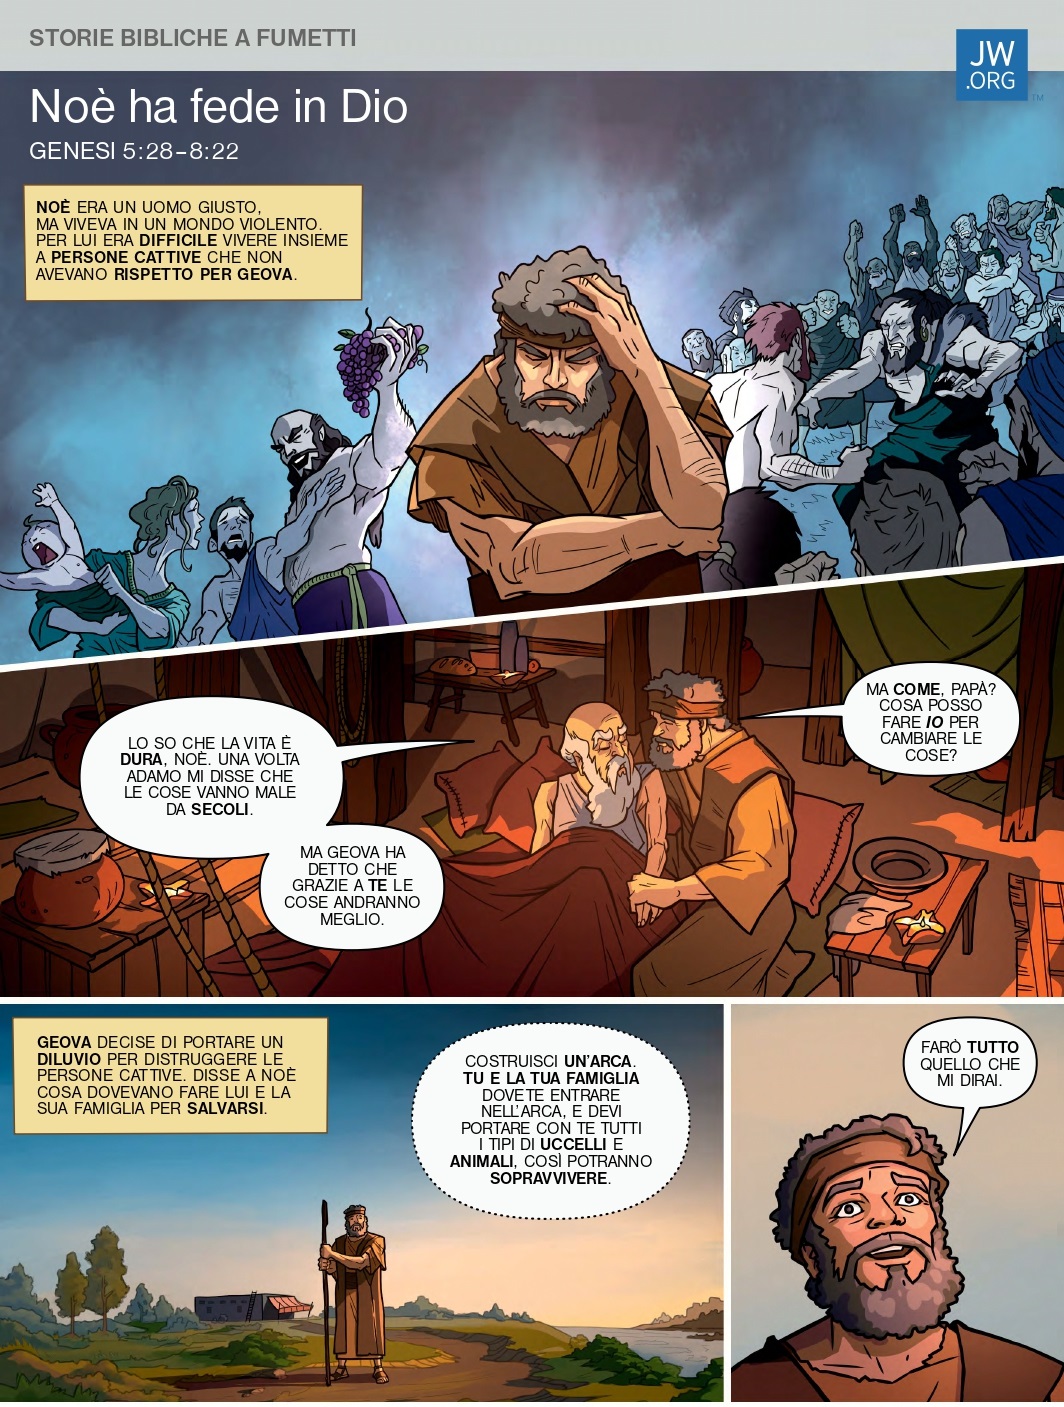 STORIE BIBLICHE A FUMETTI
JW
.ORG
TM
Noè ha fede in Dio
GENESI 5:28–8:22
NOÈ ERA UN UOMO GIUSTO,
MA VIVEVA IN UN MONDO VIOLENTO.
PER LUI ERA DIFFICILE VIVERE INSIEME
A PERSONE CATTIVE CHE NON
AVEVANO RISPETTO PER GEOVA.
LO SO CHE LA VITA È
DURA, NOÈ. UNA VOLTA
ADAMO MI DISSE CHE
LE COSE VANNO MALE
DA SECOLI.
MA GEOVA HA
DETTO CHE
GRAZIE A TE LE
COSE ANDRANNO
MEGLIO.
MA COME, PAPÀ?
COSA POSSO
FARE IO PER
CAMBIARE LE
COSE?
GEOVA DECISE DI PORTARE UN
DILUVIO PER DISTRUGGERE LE
PERSONE CATTIVE. DISSE A NOÈ
COSA DOVEVANO FARE LUI E LA
SUA FAMIGLIA PER SALVARSI.
COSTRUISCI UN'ARCA.
TU E LA TUA FAMIGLIA
DOVETE ENTRARE
NELL'ARCA, E DEVI
PORTARE CON TE TUTTI
I TIPI DI UCCELLI E
ANIMALI, COSÌ POTRANNO
SOPRAVVIVERE.
FARÒ TUTTO
QUELLO CHE
MI DIRAI.